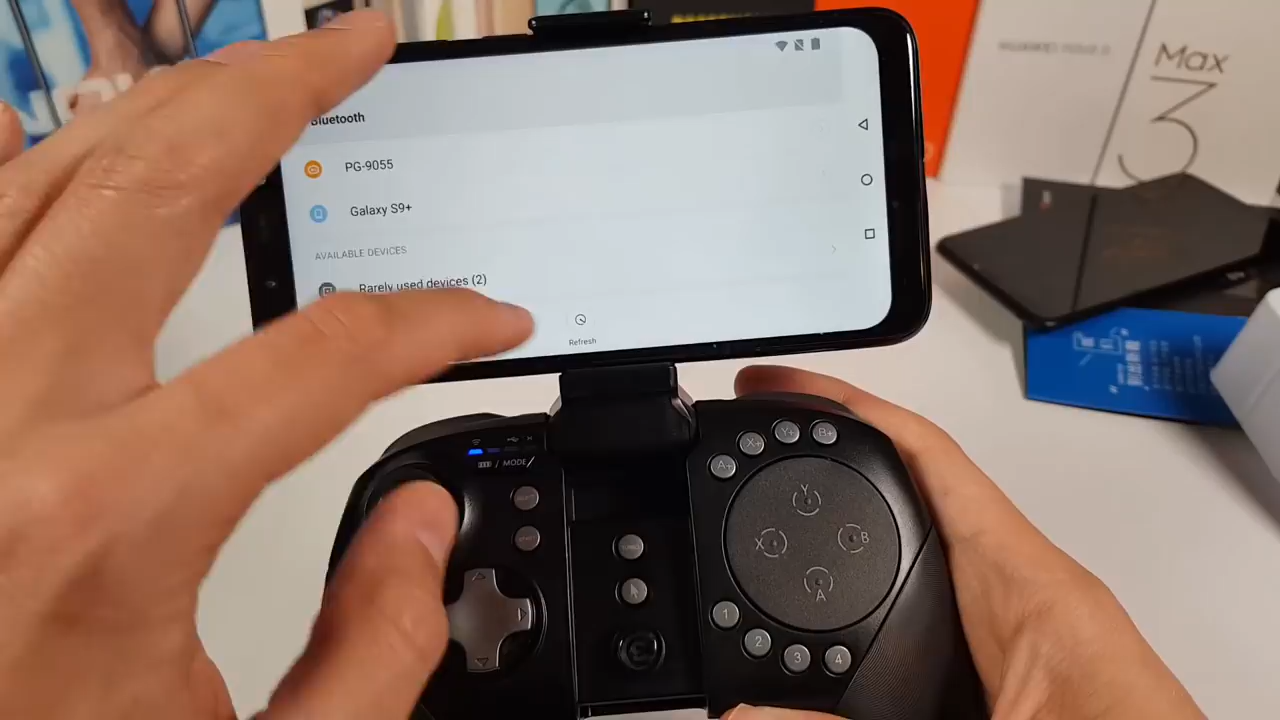 Bluetooth
PG-9055
Galaxy S9+
AVAILABLE DEVICES
Rarely used devices (2)
Refresh
Max
3
/ MODE /
A+
X+
Y+
B+
Y
X
B
A
1
2
3
4